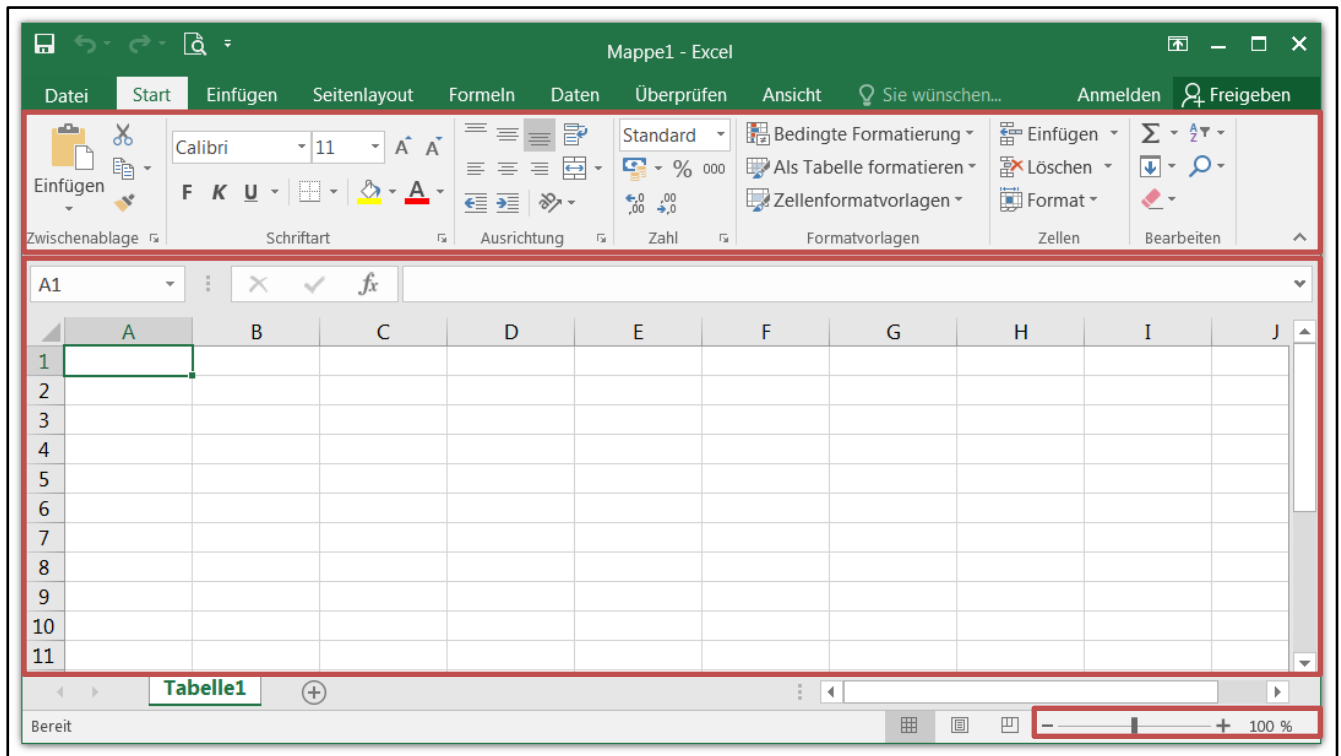 Mappe1 - Excel
Datei Start Einfügen Seitenlayout Formeln Daten Überprüfen Ansicht Sie wünschen... Anmelden Freigeben
Calibri 11 A A Standard Bedingte Formatierung Einfügen Σ A Z
Einfügen % 000 Als Tabelle formatieren Löschen
F K U A ,00 ,0 Zellenformatvorlagen Format
Zwischenablage Schriftart Ausrichtung Zahl Formatvorlagen Zellen Bearbeiten
A1 fx
A B C D E F G H I J
1
2
3
4
5
6
7
8
9
10
11
Tabelle1
Bereit 100 %